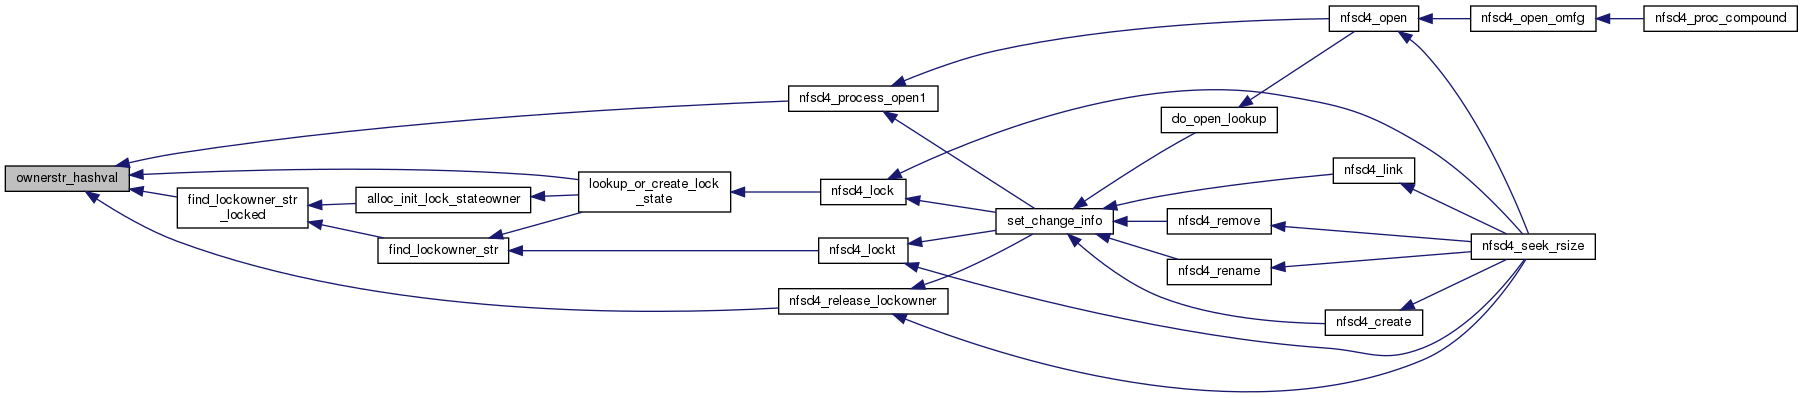 ownerstr_hashval
find_lockowner_str
_locked
alloc_init_lock_stateowner
find_lockowner_str
lookup_or_create_lock
_state
nfsd4_process_open1
nfsd4_lock
nfsd4_lockt
nfsd4_release_lockowner
set_change_info
do_open_lookup
nfsd4_remove
nfsd4_rename
nfsd4_open
nfsd4_link
nfsd4_create
nfsd4_open_omfg
nfsd4_seek_rsize
nfsd4_proc_compound